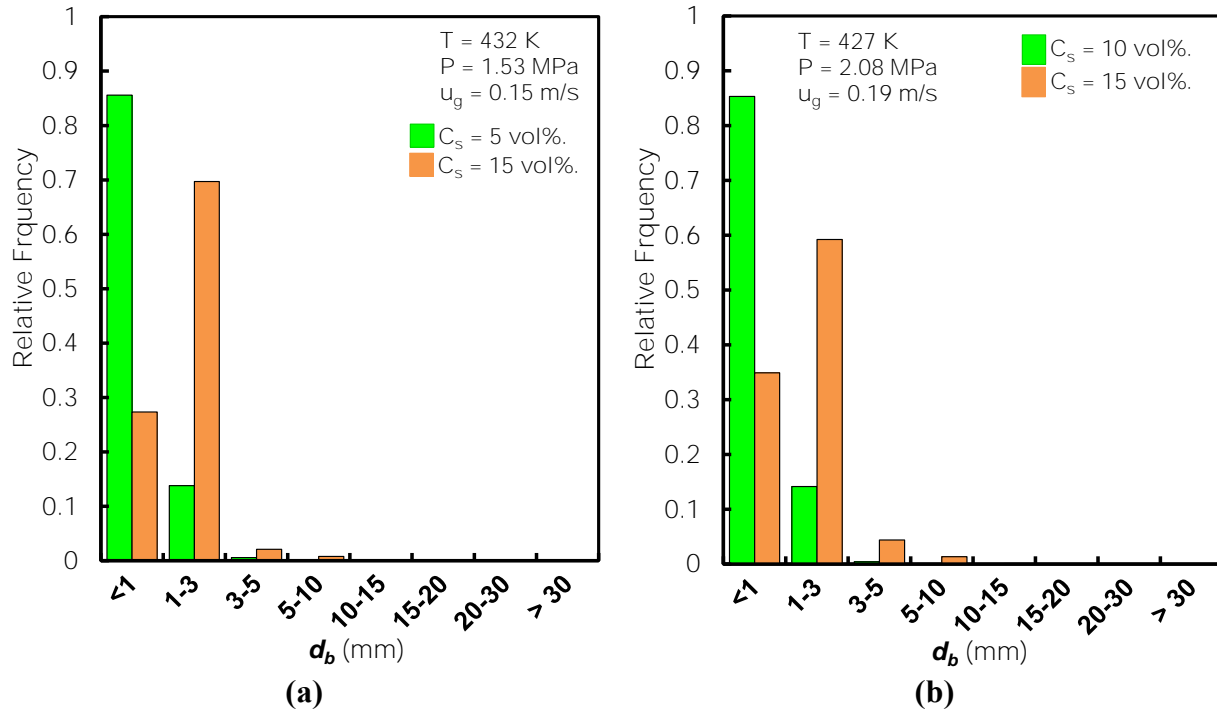 1
0.9
0.8
0.7
0.6
0.5
0.4
0.3
0.2
0.1
0
Relative Frquency
T = 432 K
P = 1.53 MPa
u_g = 0.15 m/s
C_s = 5 vol%.
C_s = 15 vol%.
<1
1-3
3-5
5-10
10-15
15-20
20-30
> 30
d_b (mm)
(a)
1
0.9
0.8
0.7
0.6
0.5
0.4
0.3
0.2
0.1
0
Relative Frquency
T = 427 K
P = 2.08 MPa
u_g = 0.19 m/s
C_s = 10 vol%.
C_s = 15 vol%.
<1
1-3
3-5
5-10
10-15
15-20
20-30
> 30
d_b (mm)
(b)